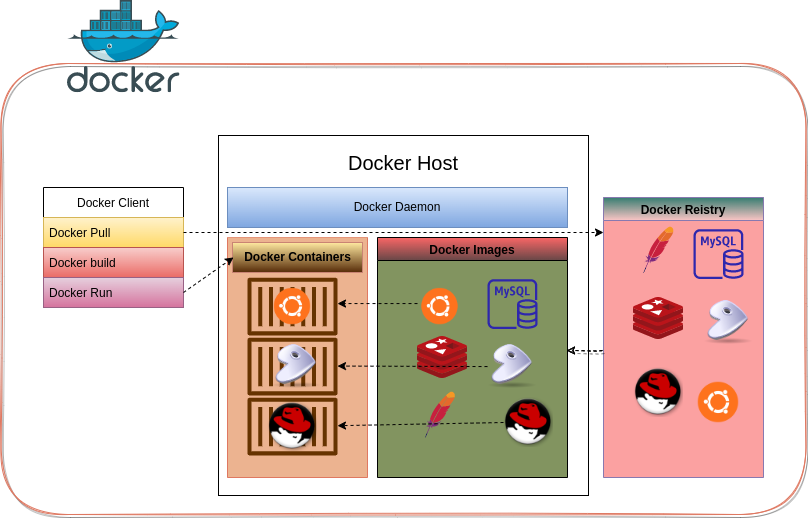 docker
Docker Host
Docker Client
Docker Daemon
Docker Reistry
Docker Pull
Docker build
Docker Run
Docker Containers
Docker Images
MySQL
MySQL